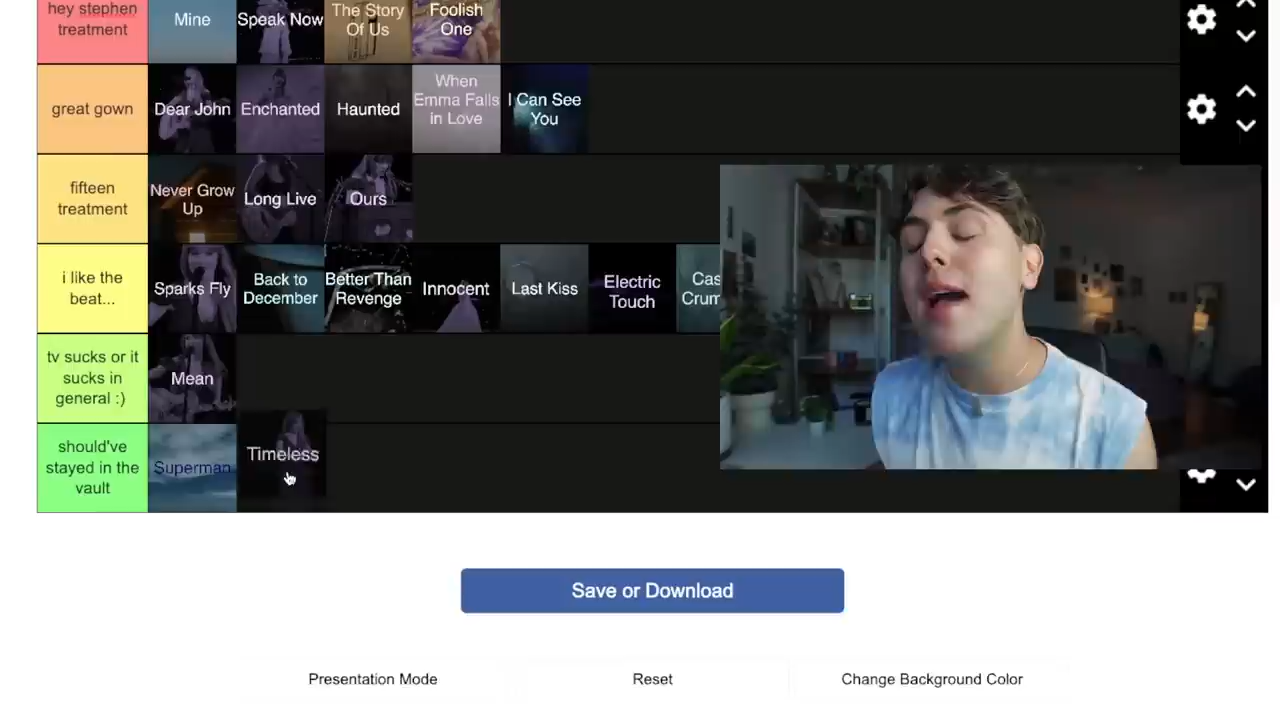 hey stephen
treatment
Mine
Speak Now
The Story
Of Us
Foolish
One
great gown
Dear John
Enchanted
Haunted
When
Emma Falls
in Love
I Can See
You
fifteen
treatment
Never Grow
Up
Long Live
Ours
i like the
beat...
Sparks Fly
Back to
December
Better Than
Revenge
Innocent
Last Kiss
Electric
Touch
Cas
Crum
tv sucks or it
sucks in
general :)
Mean
should've
stayed in the
vault
Superman
Timeless
Save or Download
Presentation Mode
Reset
Change Background Color